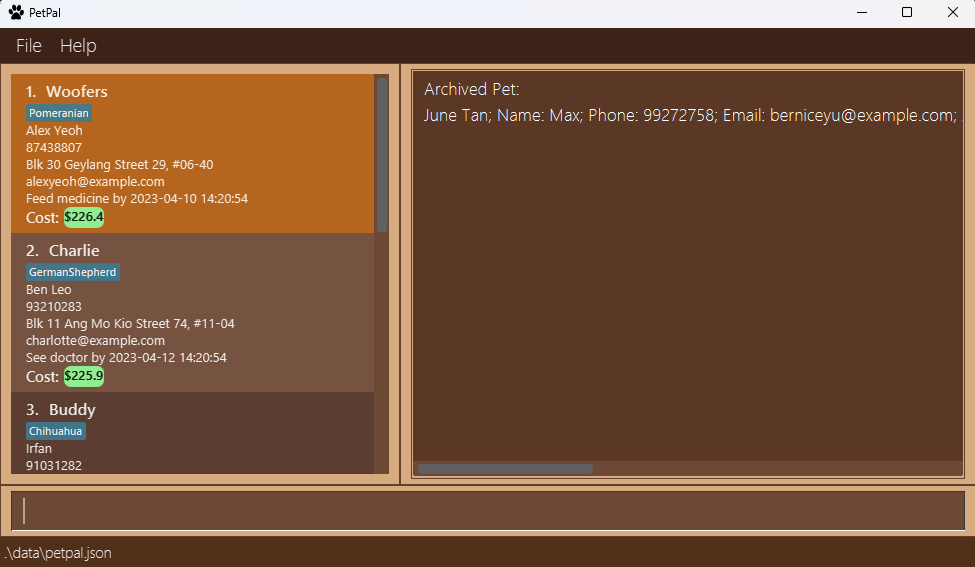 PetPal
File Help
1. Woofers
Pomeranian
Alex Yeoh
87438807
Blk 30 Geylang Street 29, #06-40
alexyeoh@example.com
Feed medicine by 2023-04-10 14:20:54
Cost: $226.4
2. Charlie
GermanShepherd
Ben Leo
93210283
Blk 11 Ang Mo Kio Street 74, #11-04
charlotte@example.com
See doctor by 2023-04-12 14:20:54
Cost: $225.9
3. Buddy
Chihuahua
Irfan
91031282
Archived Pet:
June Tan; Name: Max; Phone: 99272758; Email: berniceyu@example.com;
.\data\petpal.json